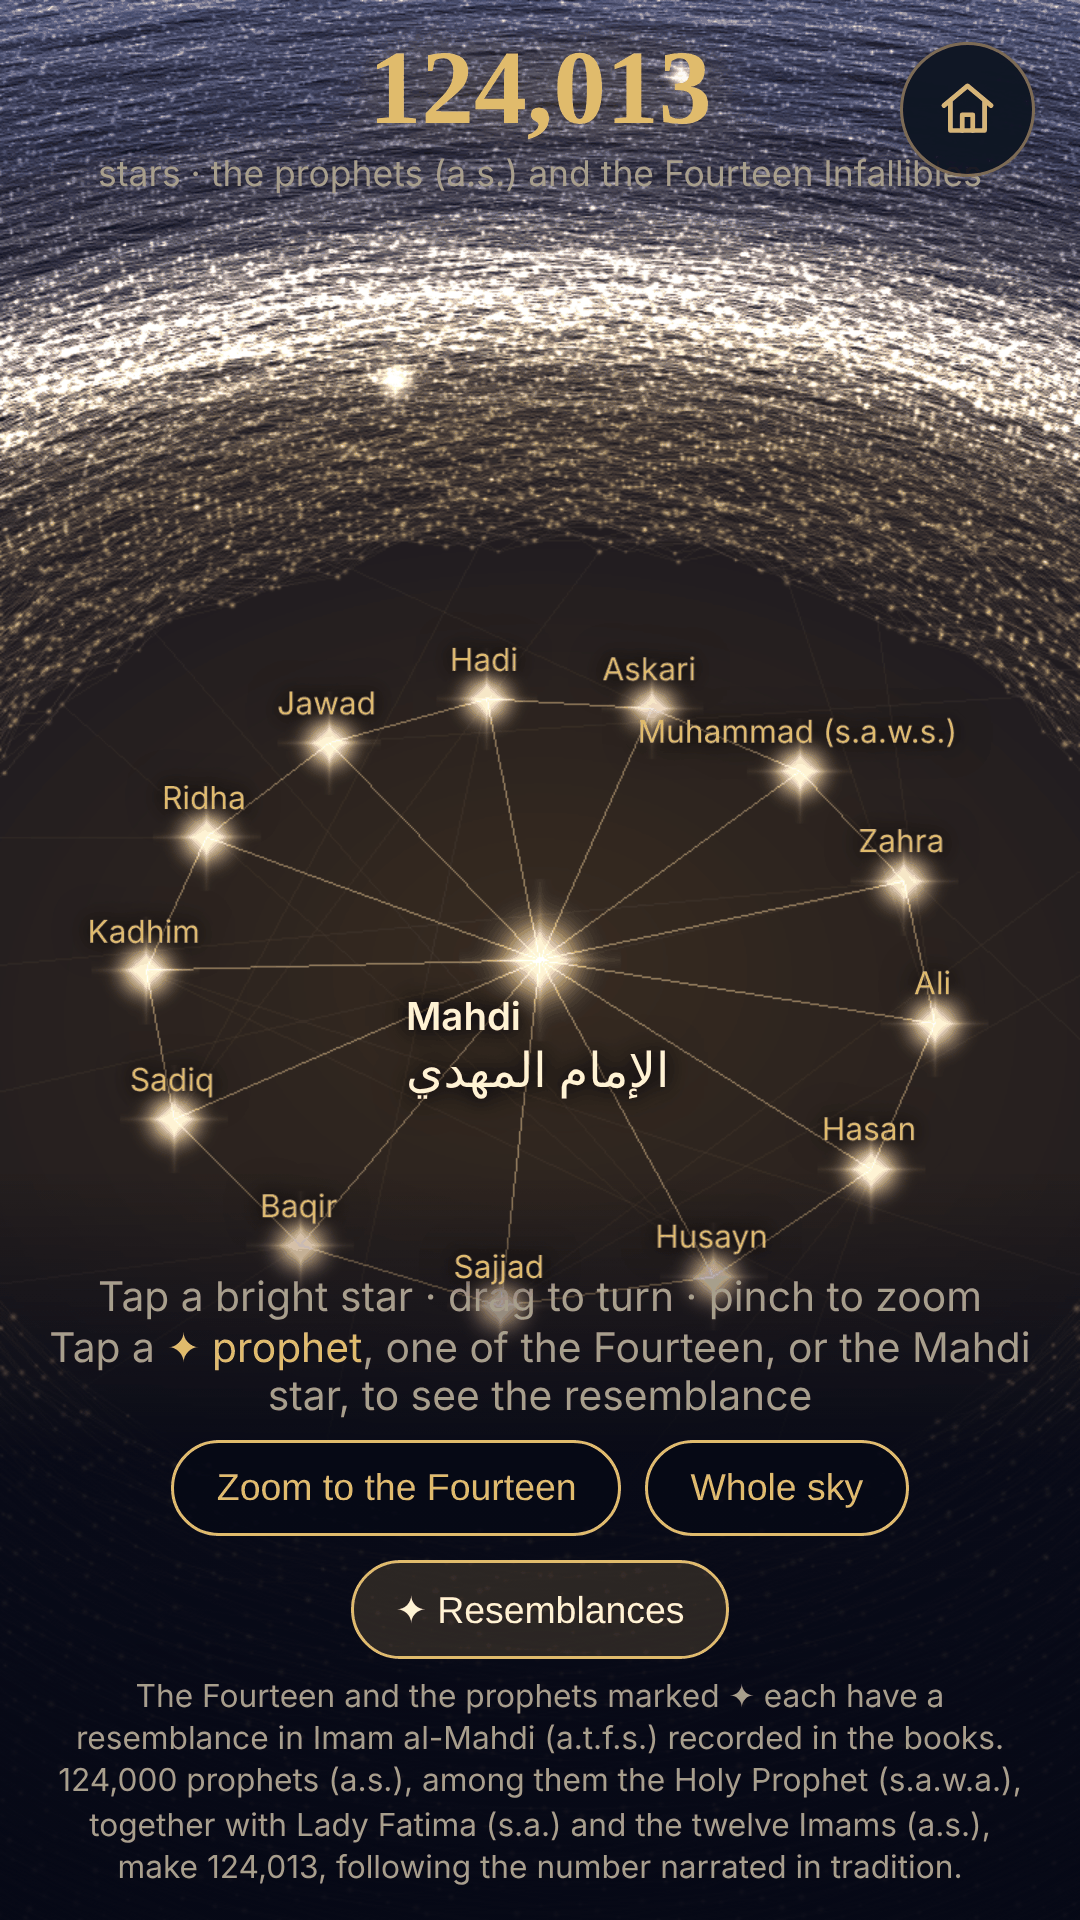 124,013
stars · the prophets (a.s.) and the Fourteen Infallibles
Hadi
Askari
Jawad
Muhammad (s.a.w.s.)
Ridha
Zahra
Kadhim
Ali
Mahdi
الإمام المهدي
Sadiq
Hasan
Baqir
Husayn
Sajjad
Tap a bright star · drag to turn · pinch to zoom
Tap a ✦ prophet, one of the Fourteen, or the Mahdi
star, to see the resemblance
Zoom to the Fourteen
Whole sky
✦ Resemblances
The Fourteen and the prophets marked ✦ each have a
resemblance in Imam al-Mahdi (a.t.f.s.) recorded in the books.
124,000 prophets (a.s.), among them the Holy Prophet (s.a.w.a.),
together with Lady Fatima (s.a.) and the twelve Imams (a.s.),
make 124,013, following the number narrated in tradition.